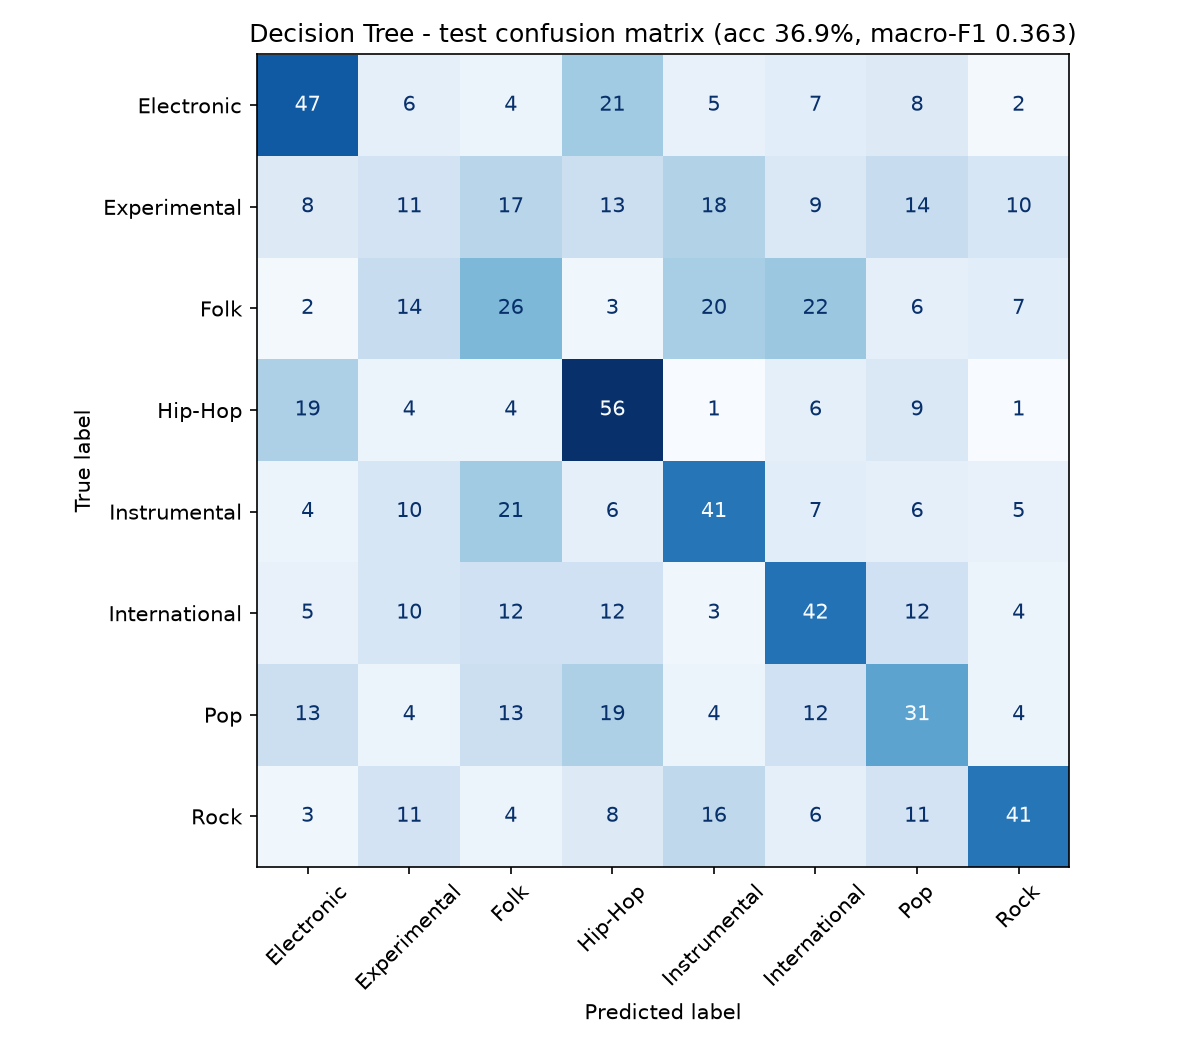 Decision Tree - test confusion matrix (acc 36.9%, macro-F1 0.363)
True label
Electronic 47 6 4 21 5 7 8 2
Experimental 8 11 17 13 18 9 14 10
Folk 2 14 26 3 20 22 6 7
Hip-Hop 19 4 4 56 1 6 9 1
Instrumental 4 10 21 6 41 7 6 5
International 5 10 12 12 3 42 12 4
Pop 13 4 13 19 4 12 31 4
Rock 3 11 4 8 16 6 11 41
Electronic Experimental Folk Hip-Hop Instrumental International Pop Rock
Predicted label